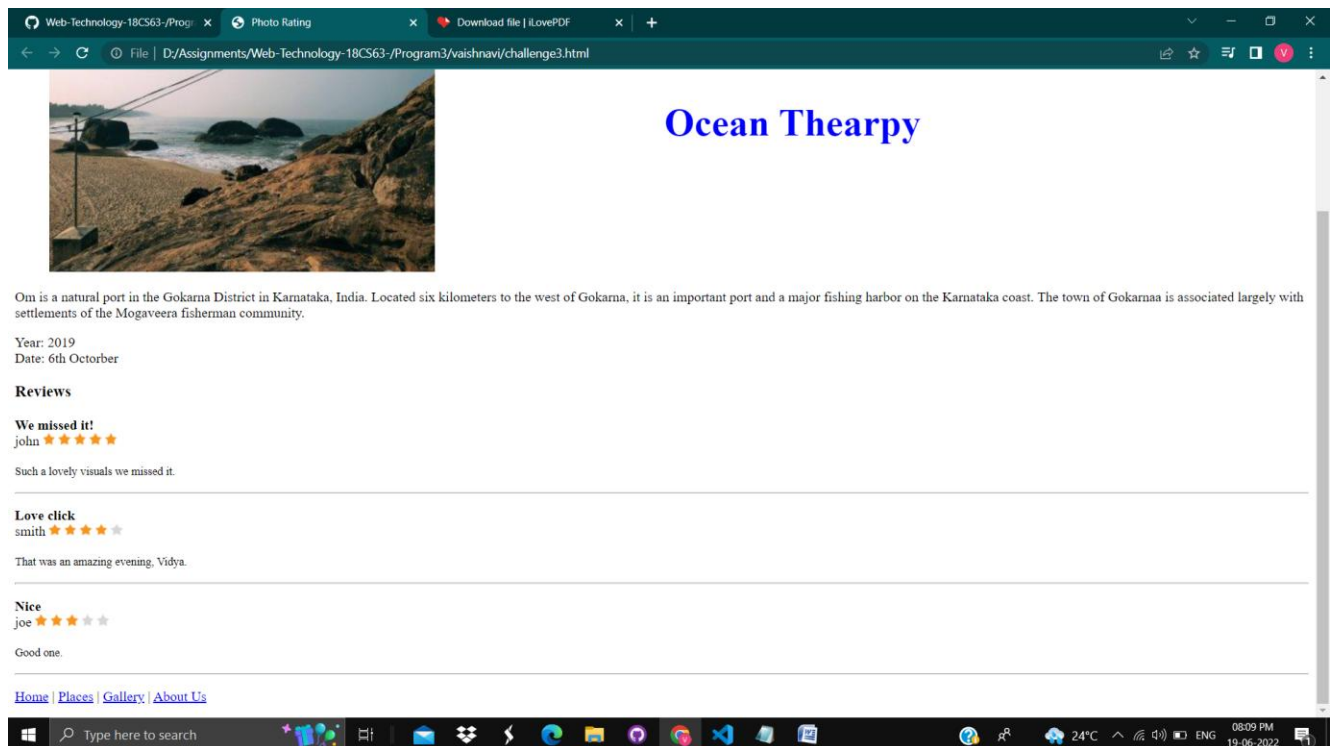 Web-Technology-18CS63-/Progr
Photo Rating
Download file | iLovePDF
File | D:/Assignments/Web-Technology-18CS63-/Program3/vaishnavi/challenge3.html
V
Ocean Thearpy
Om is a natural port in the Gokarna District in Karnataka, India. Located six kilometers to the west of Gokarna, it is an important port and a major fishing harbor on the Karnataka coast. The town of Gokarnaa is associated largely with
settlements of the Mogaveera fisherman community.
Year: 2019
Date: 6th Octorber
Reviews
We missed it!
john
Such a lovely visuals we missed it.
Love click
smith
That was an amazing evening, Vidya.
Nice
joe
Good one.
Home | Places | Gallery | About Us
Type here to search
24°C
ENG
08:09 PM
19-06-2022